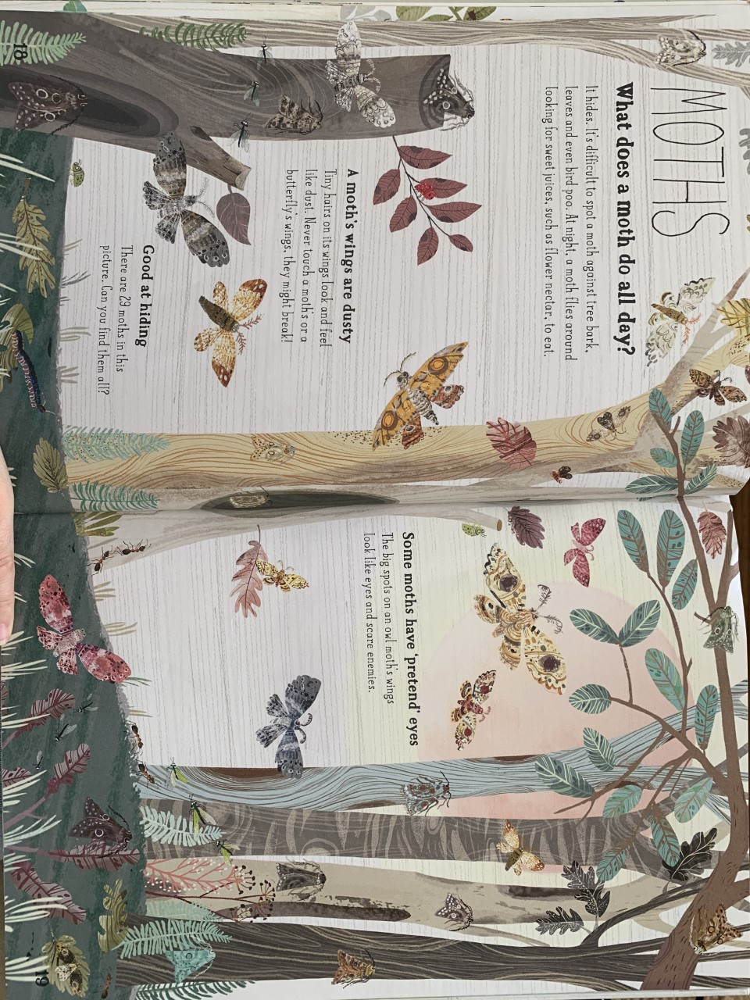 MOTHS
What does a moth do all day?
It hides. It's difficult to spot a moth against tree bark,
leaves and even bird poo. At night, a moth flies around
looking for sweet juices, such as flower nectar, to eat.
A moth's wings are dusty
Tiny hairs on its wings look and feel
like dust. Never touch a moth's or a
butterfly's wings, they might break!
Good at hiding
There are 29 moths in this
picture. Can you find them all?
18
Some moths have 'pretend' eyes
The big spots on an owl moth's wings
look like eyes and scare enemies.
19